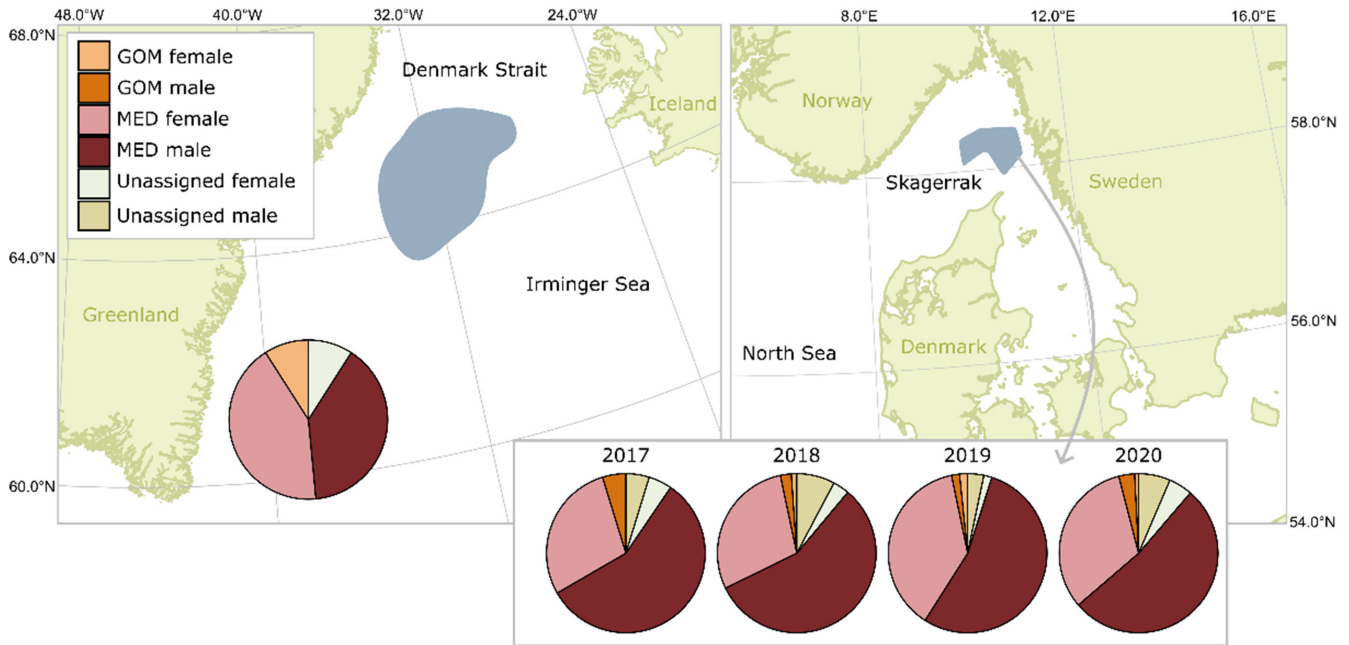 48.0°W 40.0°W 32.0°W 24.0°W 8.0°E 12.0°E 16.0°E
68.0°N
GOM female
GOM male
MED female
MED male
Unassigned female
Unassigned male
Denmark Strait
Iceland
Norway
58.0°N
Skagerrak
Sweden
64.0°N
Irminger Sea
Greenland
56.0°N
North Sea
Denmark
2017 2018 2019 2020
60.0°N
54.0°N